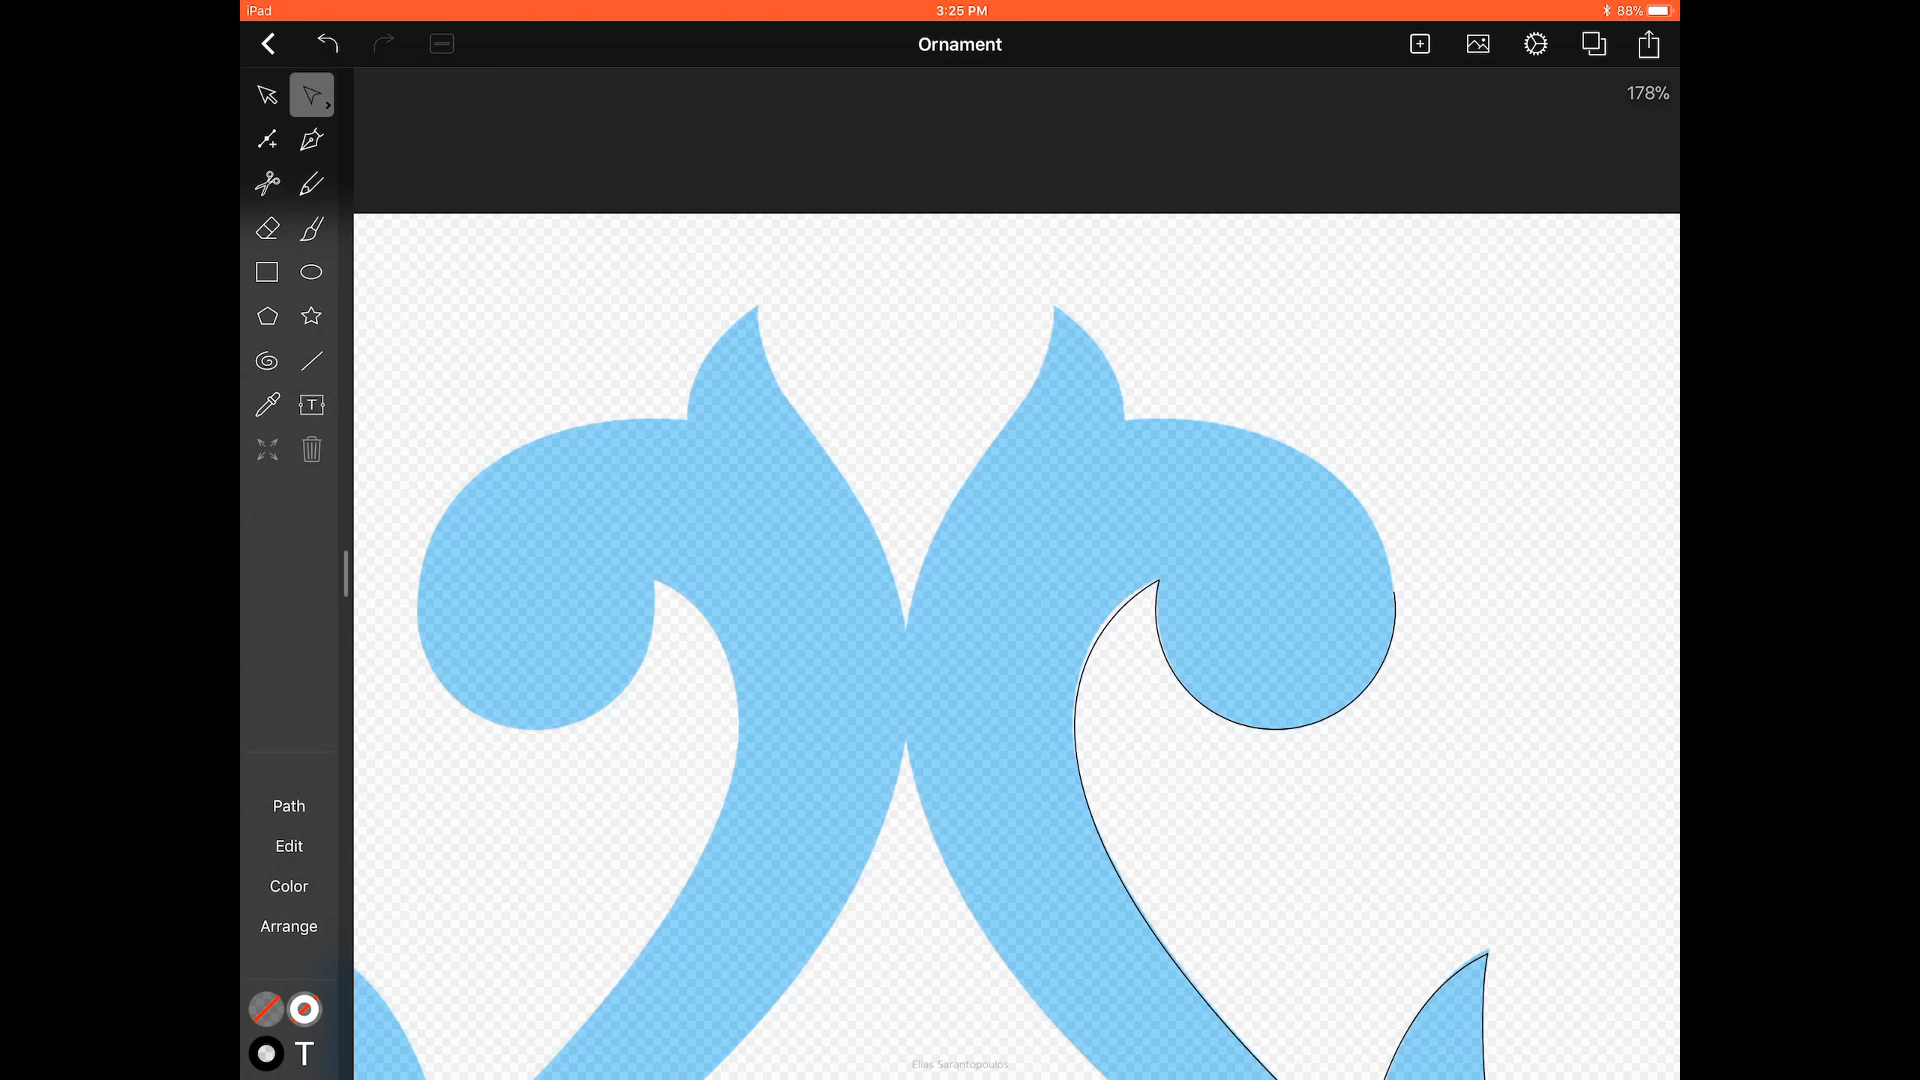 iPad
3:25 PM
88%
Ornament
178%
T
Path
Edit
Color
Arrange
T
Elias Sarantopoulos